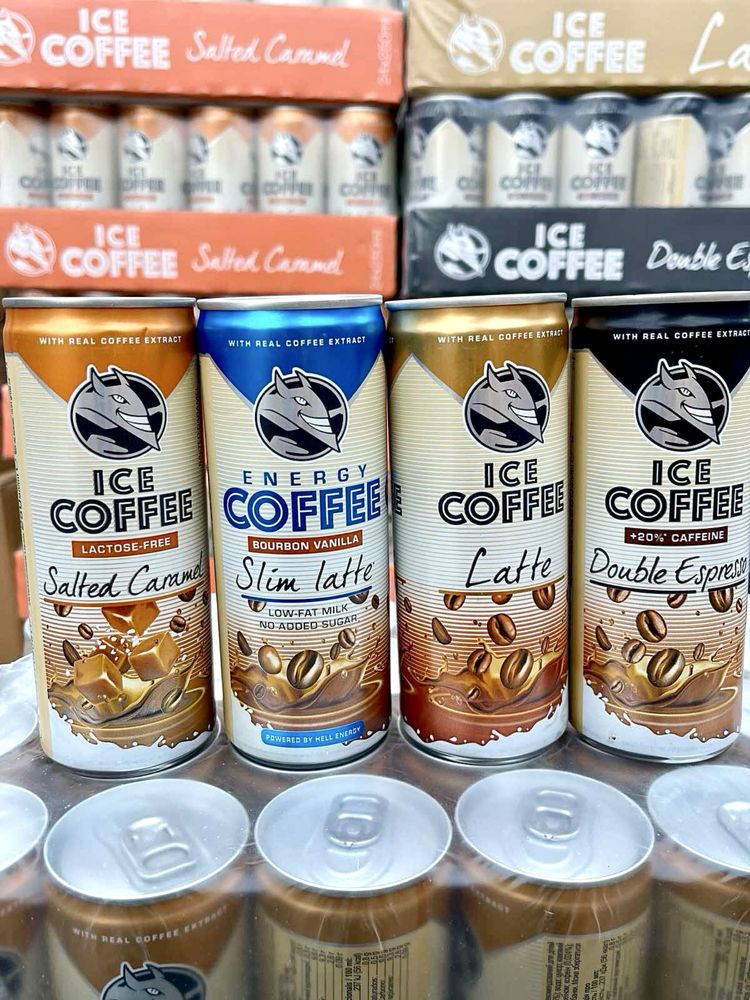 ICE
COFFEE
Salted Caramel
24x250ml
ICE
COFFEE
La
ICE
COFFEE
Salted Caramel
ICE
COFFEE
Double Es
WITH REAL COFFEE EXTRACT
ICE
COFFEE
LACTOSE-FREE
Salted Caramel
WITH REAL COFFEE EXTRACT
ENERGY
COFFEE
BOURBON VANILLA
Slim latte
LOW-FAT MILK
NO ADDED SUGAR
POWERED BY HELL ENERGY
WITH REAL COFFEE EXTRACT
ICE
COFFEE
Latte
WITH REAL COFFEE EXTRACT
ICE
COFFEE
+20%* CAFFEINE
Double Espresso
WITH REAL COFFEE EXTRACT